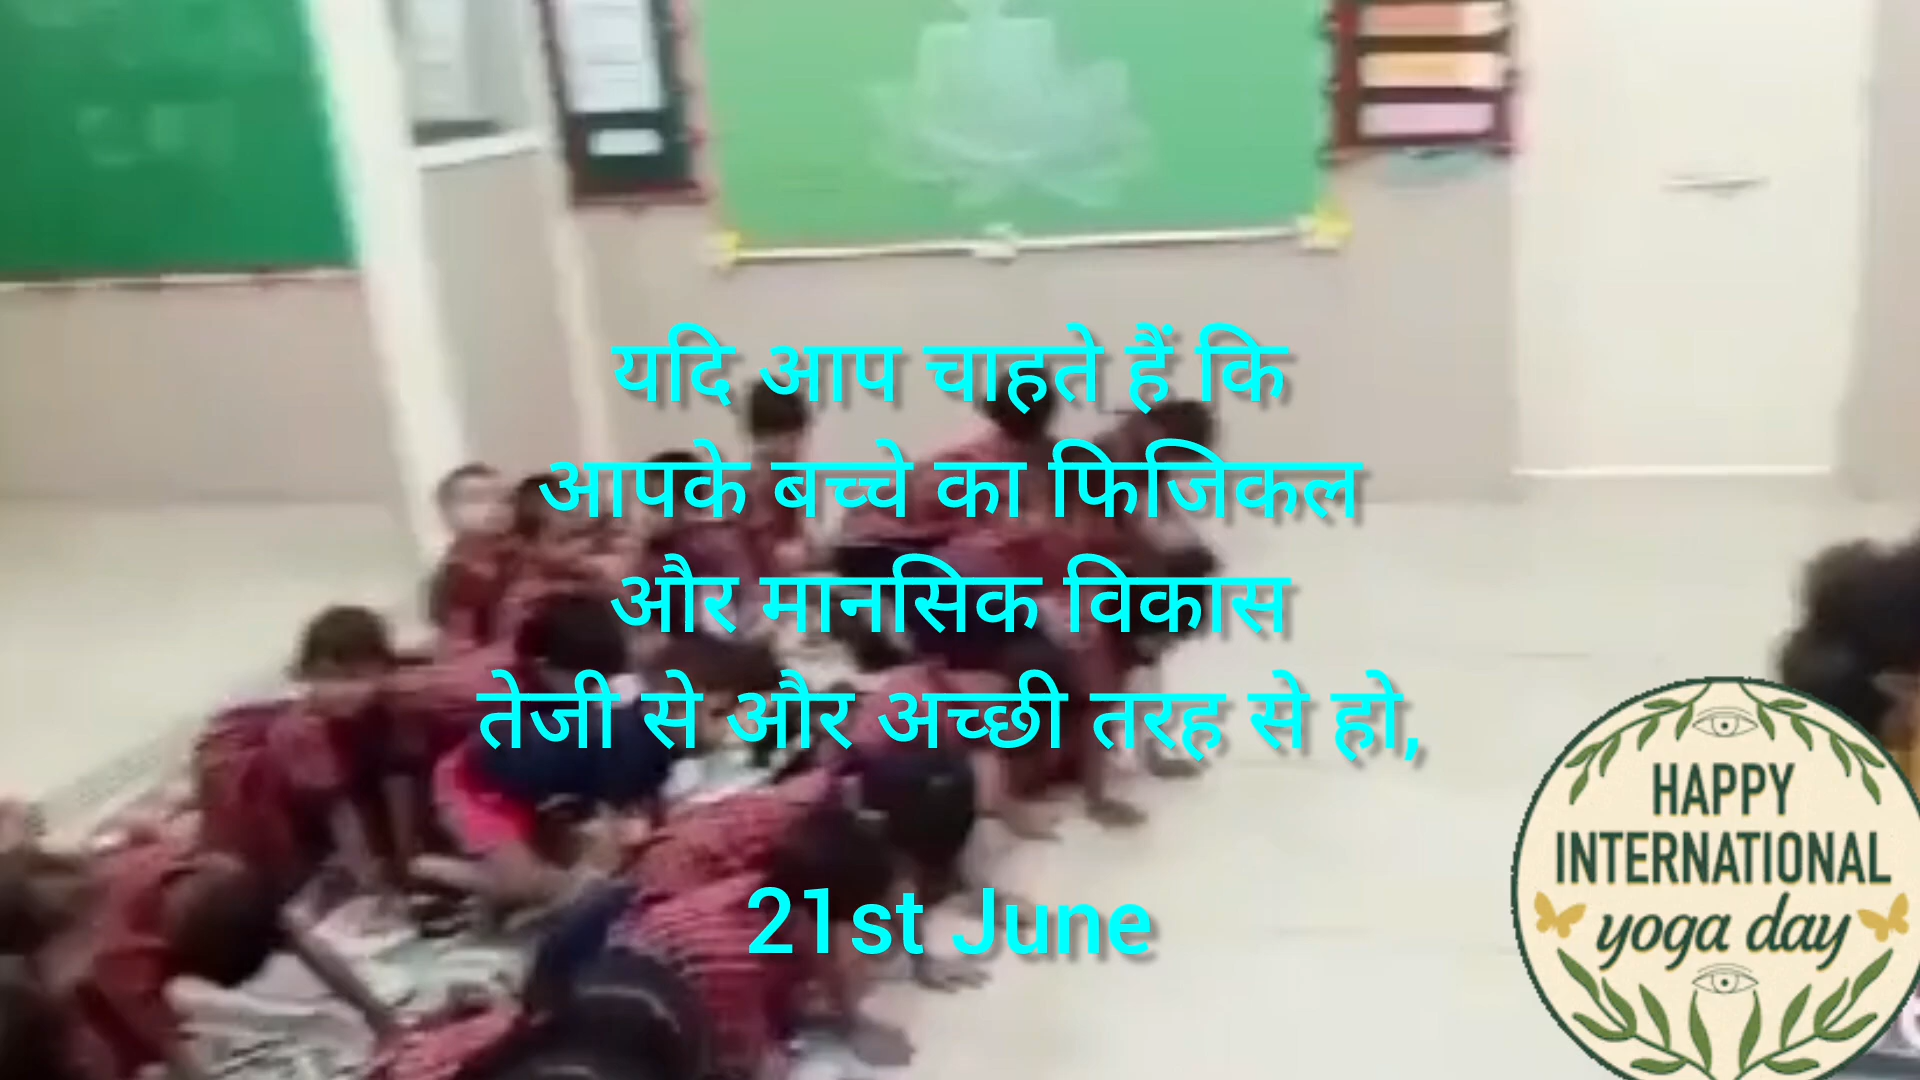 यदि आप चाहते हैं कि
आपके बच्चे का फिजिकल
और मानसिक विकास
तेजी से और अच्छी तरह से हो,
21st June
HAPPY
INTERNATIONAL
yoga day